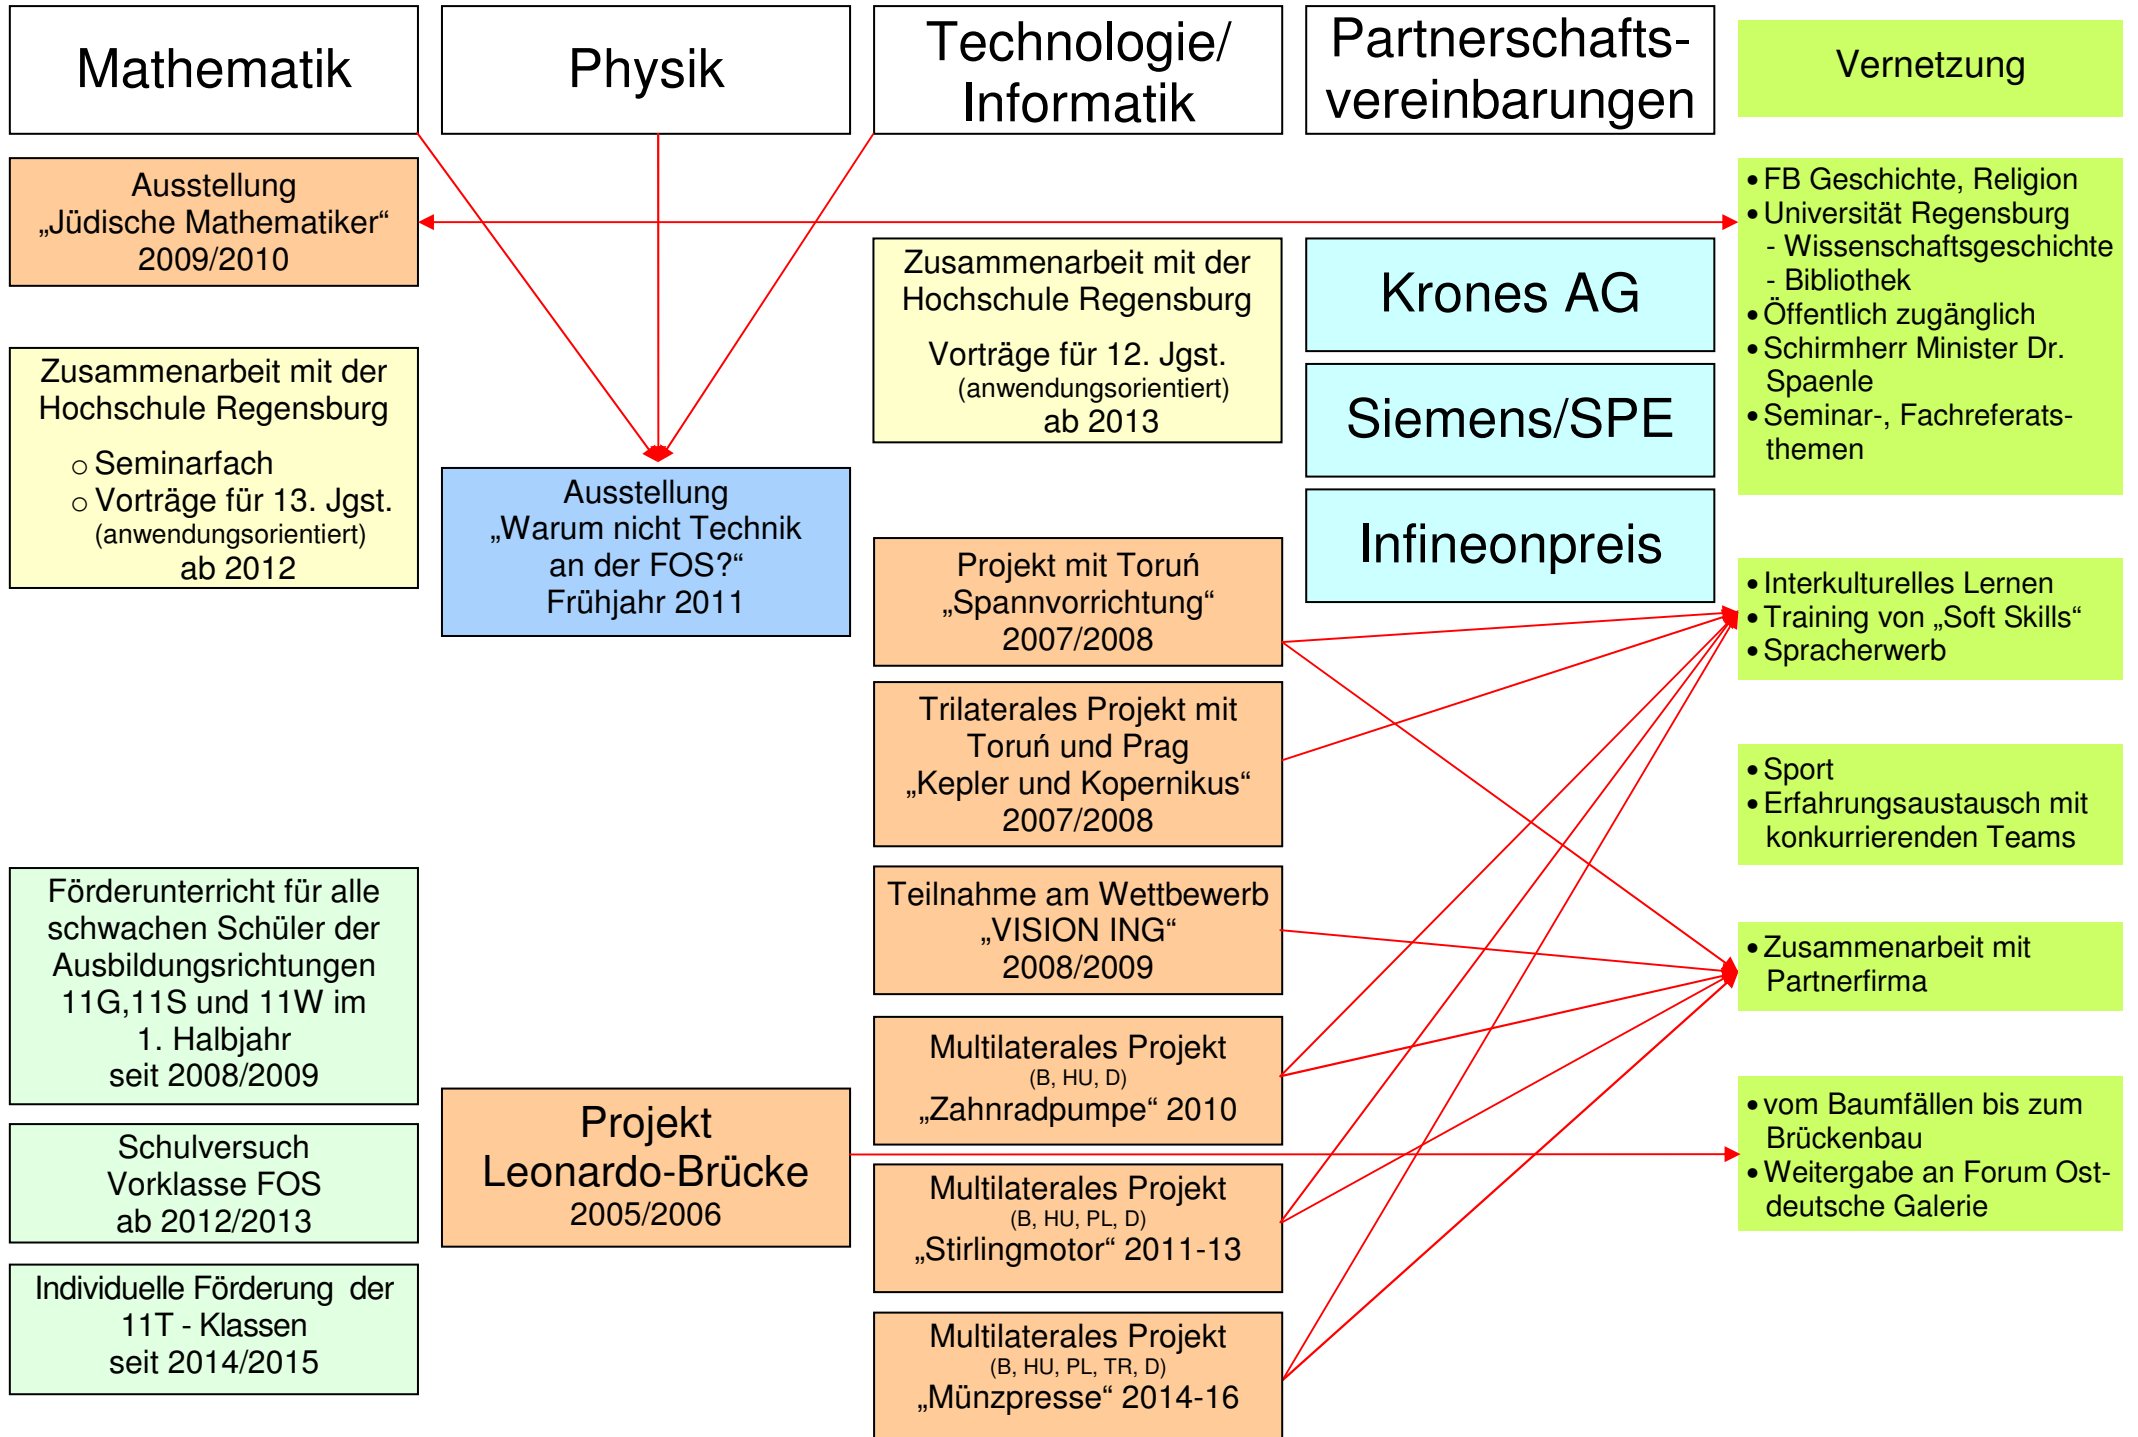 Mathematik
Physik
Technologie/
Informatik
Partnerschafts-
vereinbarungen
Vernetzung
Ausstellung
„Jüdische Mathematiker“
2009/2010
Zusammenarbeit mit der
Hochschule Regensburg
○ Seminarfach
○ Vorträge für 13. Jgst.
(anwendungsorientiert)
ab 2012
Förderunterricht für alle
schwachen Schüler der
Ausbildungsrichtungen
11G,11S und 11W im
1. Halbjahr
seit 2008/2009
Schulversuch
Vorklasse FOS
ab 2012/2013
Individuelle Förderung der
11T - Klassen
seit 2014/2015
Ausstellung
„Warum nicht Technik
an der FOS?“
Frühjahr 2011
Projekt
Leonardo-Brücke
2005/2006
Zusammenarbeit mit der
Hochschule Regensburg
Vorträge für 12. Jgst.
(anwendungsorientiert)
ab 2013
Projekt mit Toruń
„Spannvorrichtung“
2007/2008
Trilaterales Projekt mit
Toruń und Prag
„Kepler und Kopernikus“
2007/2008
Teilnahme am Wettbewerb
„VISION ING“
2008/2009
Multilaterales Projekt
(B, HU, D)
„Zahnradpumpe“ 2010
Multilaterales Projekt
(B, HU, PL, D)
„Stirlingmotor“ 2011-13
Multilaterales Projekt
(B, HU, PL, TR, D)
„Münzpresse“ 2014-16
Krones AG
Siemens/SPE
Infineonpreis
• FB Geschichte, Religion
• Universität Regensburg
- Wissenschaftsgeschichte
- Bibliothek
• Öffentlich zugänglich
• Schirmherr Minister Dr.
Spaenle
• Seminar-, Fachreferats-
themen
• Interkulturelles Lernen
• Training von „Soft Skills“
• Spracherwerb
• Sport
• Erfahrungsaustausch mit
konkurrierenden Teams
• Zusammenarbeit mit
Partnerfirma
• vom Baumfällen bis zum
Brückenbau
• Weitergabe an Forum Ost-
deutsche Galerie